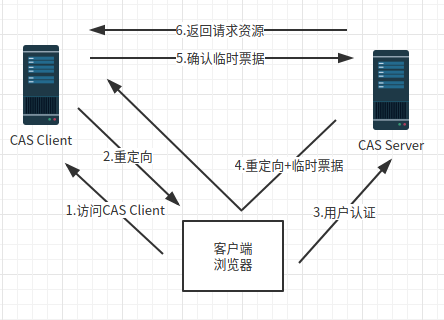 6.返回请求资源
5.确认临时票据
CAS Client
CAS Server
2.重定向
4.重定向+临时票据
1.访问CAS Client
3.用户认证
客户端
浏览器